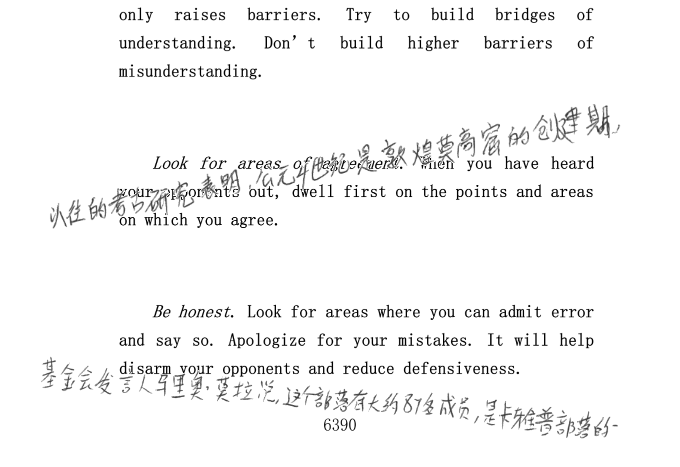 only raises barriers. Try to build bridges of
understanding. Don't build higher barriers of
misunderstanding.
Look for areas of agreement. When you have heard
your opponents out, dwell first on the points and areas
on which you agree.
以往的考古研究表明,公元4世纪是敦煌莫高窟的创建期,
Be honest. Look for areas where you can admit error
and say so. Apologize for your mistakes. It will help
disarm your opponents and reduce defensiveness.
基金会发言人马里奥·莫拉说,这个部落有大约87名成员,是卡雅普部落的一
6390